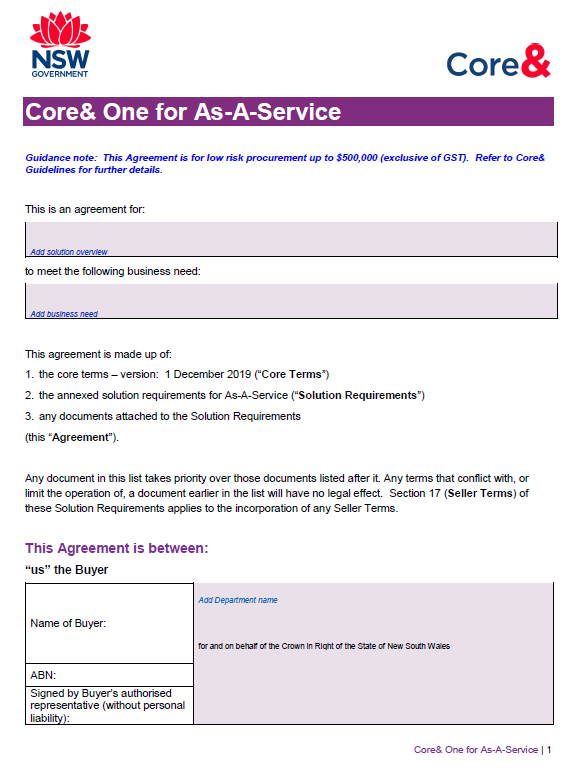 NSW
GOVERNMENT
Core&
Core& One for As-A-Service
Guidance note:  This Agreement is for low risk procurement up to $500,000 (exclusive of GST).  Refer to Core&
Guidelines for further details.
This is an agreement for:
Add solution overview
to meet the following business need:
Add business need
This agreement is made up of:
1. the core terms – version:  1 December 2019 (“Core Terms”)
2. the annexed solution requirements for As-A-Service (“Solution Requirements”)
3. any documents attached to the Solution Requirements
(this “Agreement”).
Any document in this list takes priority over those documents listed after it. Any terms that conflict with, or
limit the operation of, a document earlier in the list will have no legal effect.  Section 17 (Seller Terms) of
these Solution Requirements applies to the incorporation of any Seller Terms.
This Agreement is between:
“us” the Buyer
Add Department name
Name of Buyer:
for and on behalf of the Crown in Right of the State of New South Wales
ABN:
Signed by Buyer’s authorised
representative (without personal
liability):
Core& One for As-A-Service | 1